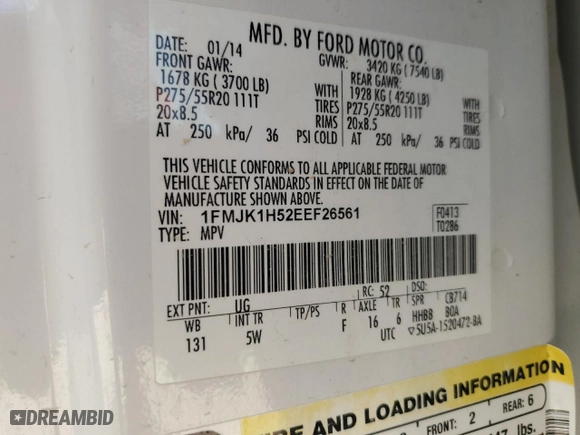 MFD. BY FORD MOTOR CO.
DATE: 01/14 GVWR: 3420 KG ( 7540 LB)
FRONT GAWR: REAR GAWR:
1678 KG ( 3700 LB) WITH 1928 KG ( 4250 LB) WITH
P275/55R20 111T TIRES P275/55R20 111T TIRES
20x8.5 RIMS 20x8.5 RIMS
AT 250 kPa/ 36 PSI COLD AT 250 kPa/ 36 PSI COLD
THIS VEHICLE CONFORMS TO ALL APPLICABLE FEDERAL MOTOR
VEHICLE SAFETY STANDARDS IN EFFECT ON THE DATE OF
MANUFACTURE SHOWN ABOVE.
VIN: 1FMJK1H52EEF26561 F0413
TYPE: MPV T0286
EXT PNT: UG RC: 52 DSO:
WB INT TR TP/PS R AXLE TR SPR CB714
131 5W F 16 6 HHBB BOA
UTC 5U5A-1520472-BA
RE AND LOADING INFORMATION
FRONT: 2 REAR: 6
lbs.
DREAMBID